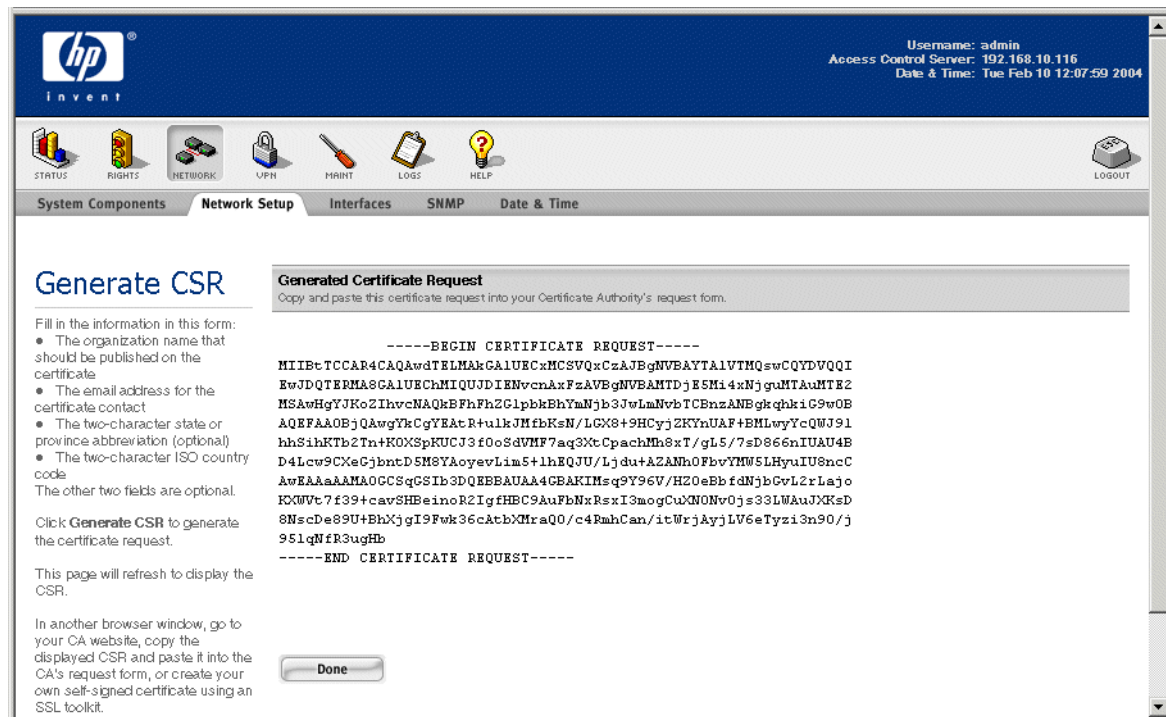 hp
®
invent
Username: admin
Access Control Server: 192.168.10.116
Date & Time: Tue Feb 10 12:07:59 2004
STATUS RIGHTS NETWORK VPN MAINT LOGS HELP LOGOUT
System Components Network Setup Interfaces SNMP Date & Time
Generate CSR
Fill in the information in this form:
• The organization name that
should be published on the
certificate
• The email address for the
certificate contact
• The two-character state or
province abbreviation (optional)
• The two-character ISO country
code
The other two fields are optional.
Click Generate CSR to generate
the certificate request.
This page will refresh to display the
CSR.
In another browser window, go to
your CA website, copy the
displayed CSR and paste it into the
CA's request form, or create your
own self-signed certificate using an
SSL toolkit.
Generated Certificate Request
Copy and paste this certificate request into your Certificate Authority's request form.
-----BEGIN CERTIFICATE REQUEST-----
MIIBtTCCAR4CAQAwdTELMAkGA1UECxMCSVQxCzAJBgNVBAYTAlVTMQswCQYDVQQI
EwJDQTERMA8GA1UEChMIQUJDIENvcnAxFzAVBgNVBAMTDjE5Mi4xNjguMTAuMTE2
MSAwHgYJKoZIhvcNAQkBFhFhZG1pbkBhYmNjb3JwLmNvbTCBnzANBgkqhkiG9w0B
AQEFAAOBjQAwgYkCgYEAtR+ulkJMfbKsN/LGX8+9HCyjZKYnUAF+BMLwyYcQWJ9l
hhSihKTb2Tn+K0XSpKUCJ3f0oSdVMF7aq3XtCpachMh8xT/gL5/7sD866nIUAU4B
D4Lcw9CXeGjbntD5M8YAoyevLim5+lhEQJU/Ljdu+AZANhOFbvYMW5LHyuIU8ncC
AwEAAaAAMA0GCSqGSIb3DQEBBAUAA4GBAKIMsq9Y96V/HZ0eBbfdNjbGvL2rLajo
KXWVt7f39+cavSHBeinoR2IgfHBC9AuFbNxRsxI3mogCuXN0Nv0js33LWAuJXKsD
8NscDe89U+BhXjgI9Fwk36cAtbXMraQ0/c4RmhCan/itWrjAyjLV6eTyzi3n90/j
951qNfR3ugHb
-----END CERTIFICATE REQUEST-----
Done